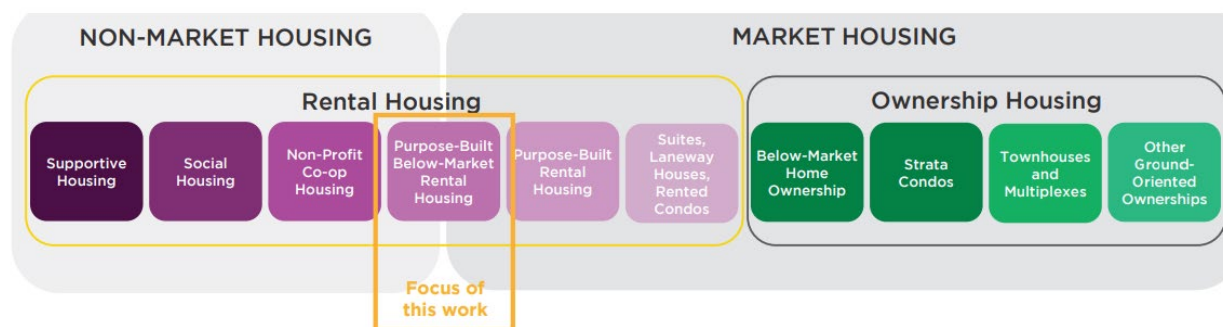 NON-MARKET HOUSING
MARKET HOUSING
Rental Housing
Ownership Housing
Supportive
Housing
Social
Housing
Non-Profit
Co-op
Housing
Purpose-Built
Below-Market
Rental
Housing
Purpose-Built
Rental
Housing
Suites,
Laneway
Houses,
Rented
Condos
Below-Market
Home
Ownership
Strata
Condos
Townhouses
and
Multiplexes
Other
Ground-
Oriented
Ownerships
Focus of
this work